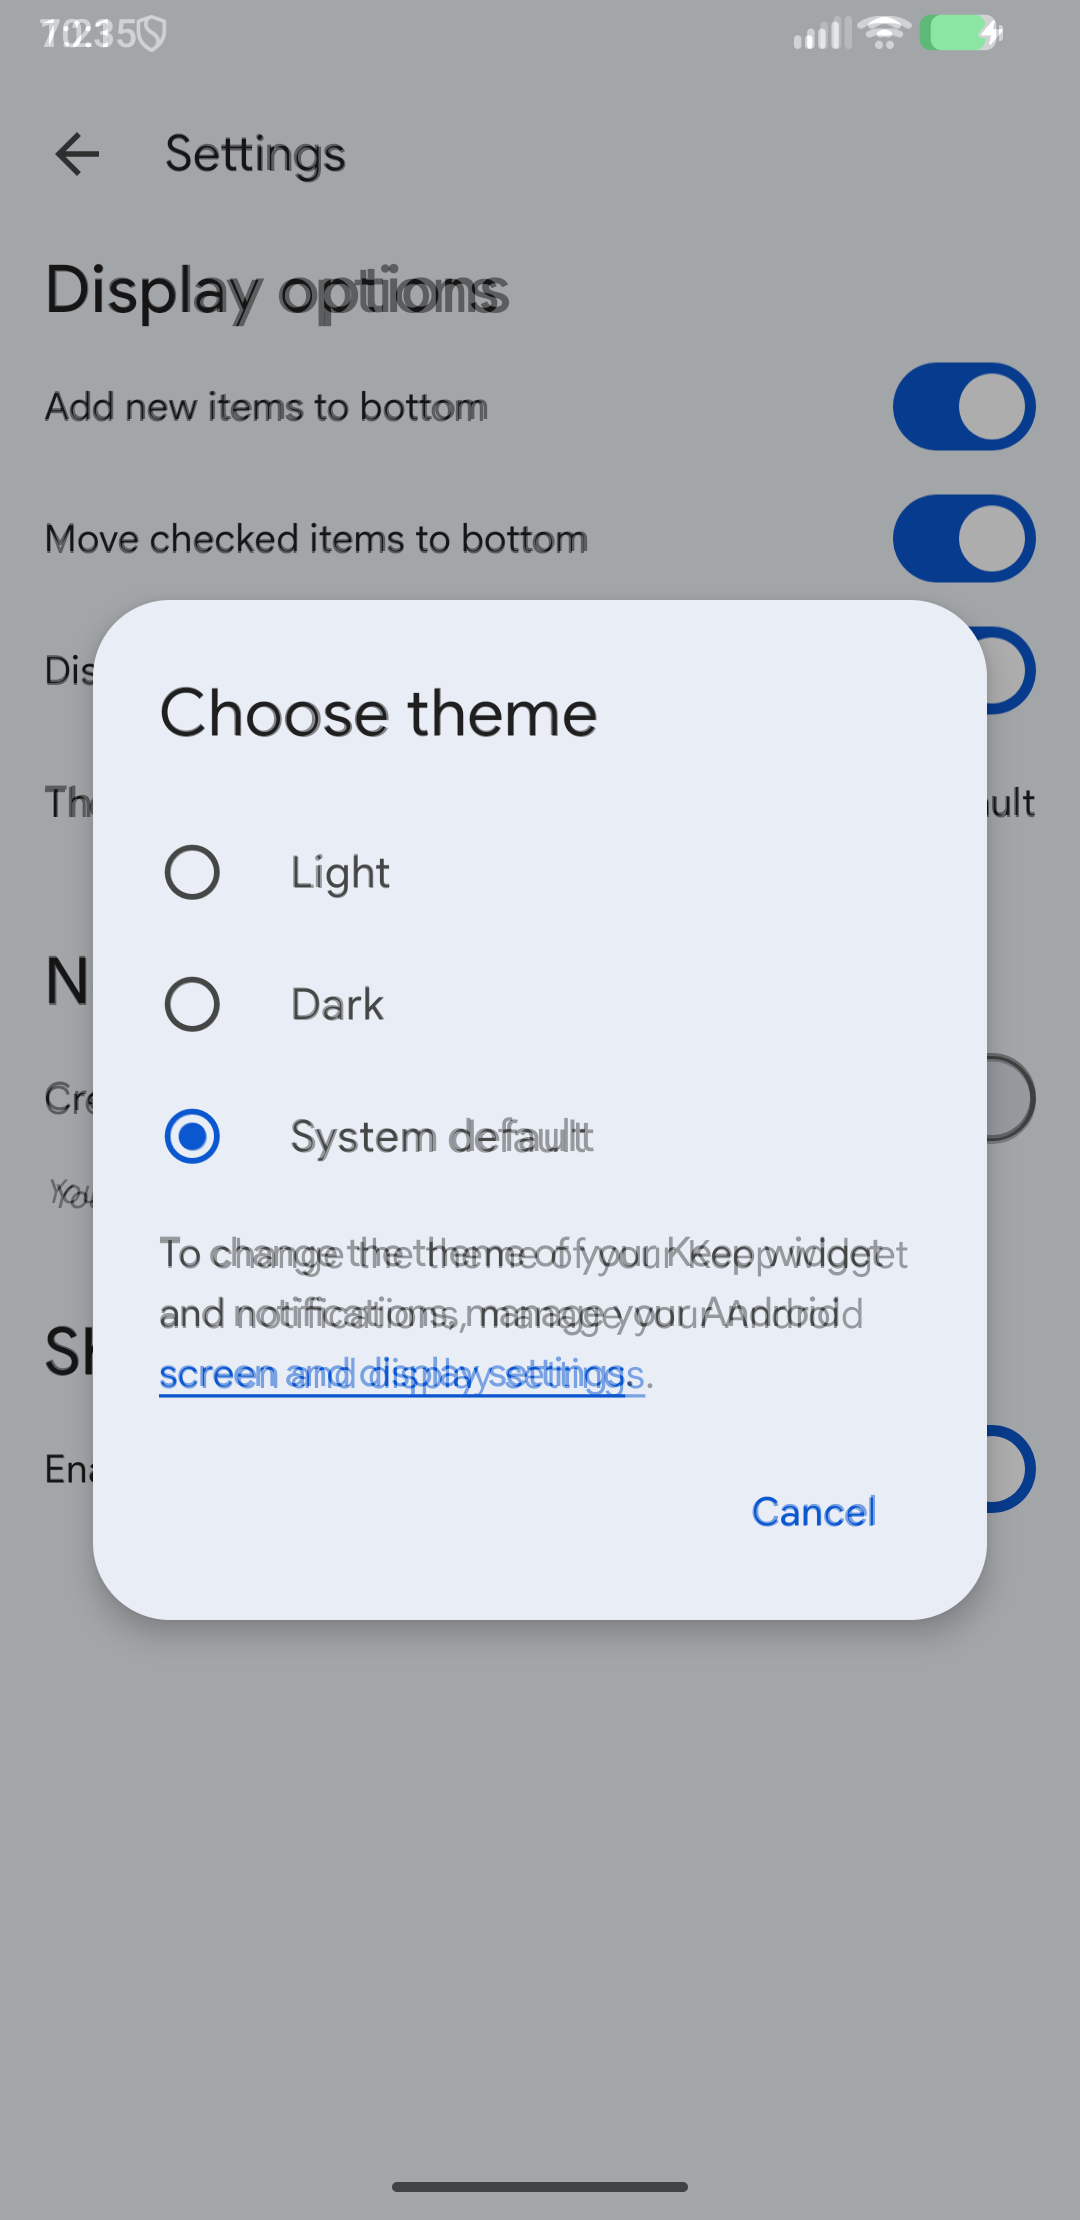 Settings
Display options
Add new items to bottom
Move checked items to bottom
Choose theme
Light
Dark
System default
To change the theme of your Keep widget
and notifications, manage your Android
screen and display settings.
Cancel